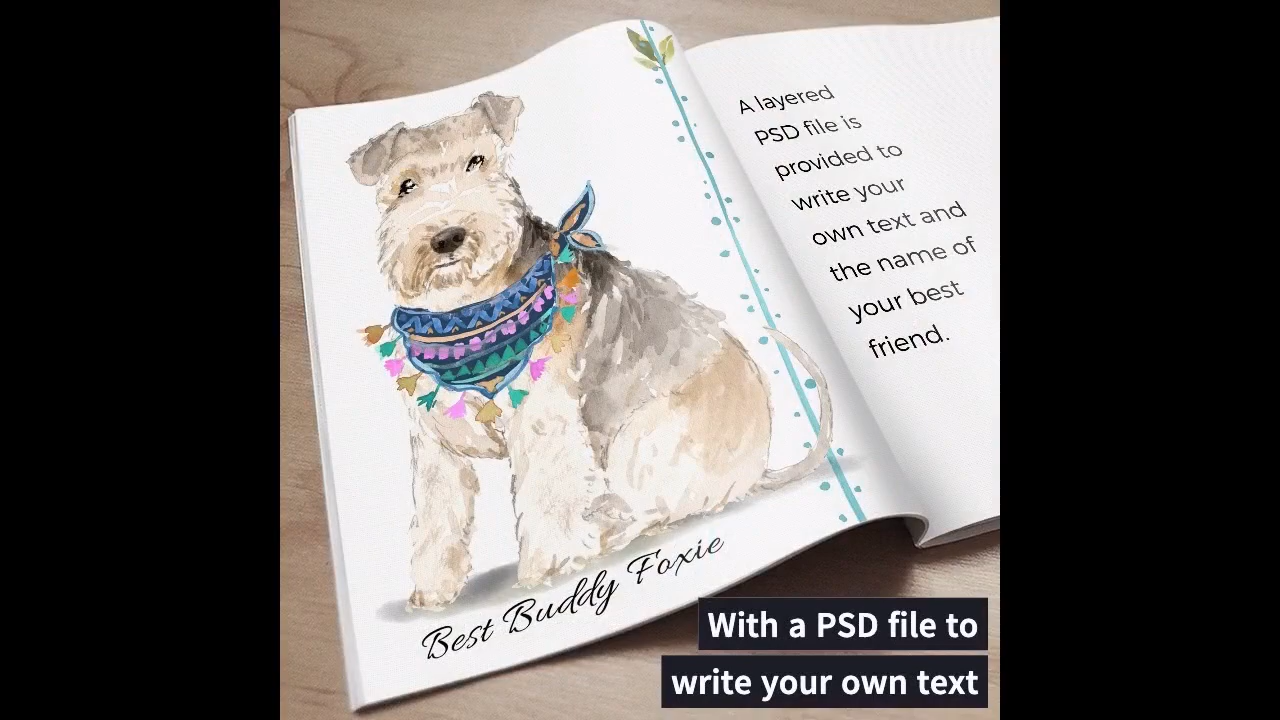 A layered
PSD file is
provided to
write your
own text and
the name of
your best
friend.
Best Buddy Foxie
With a PSD file to
write your own text